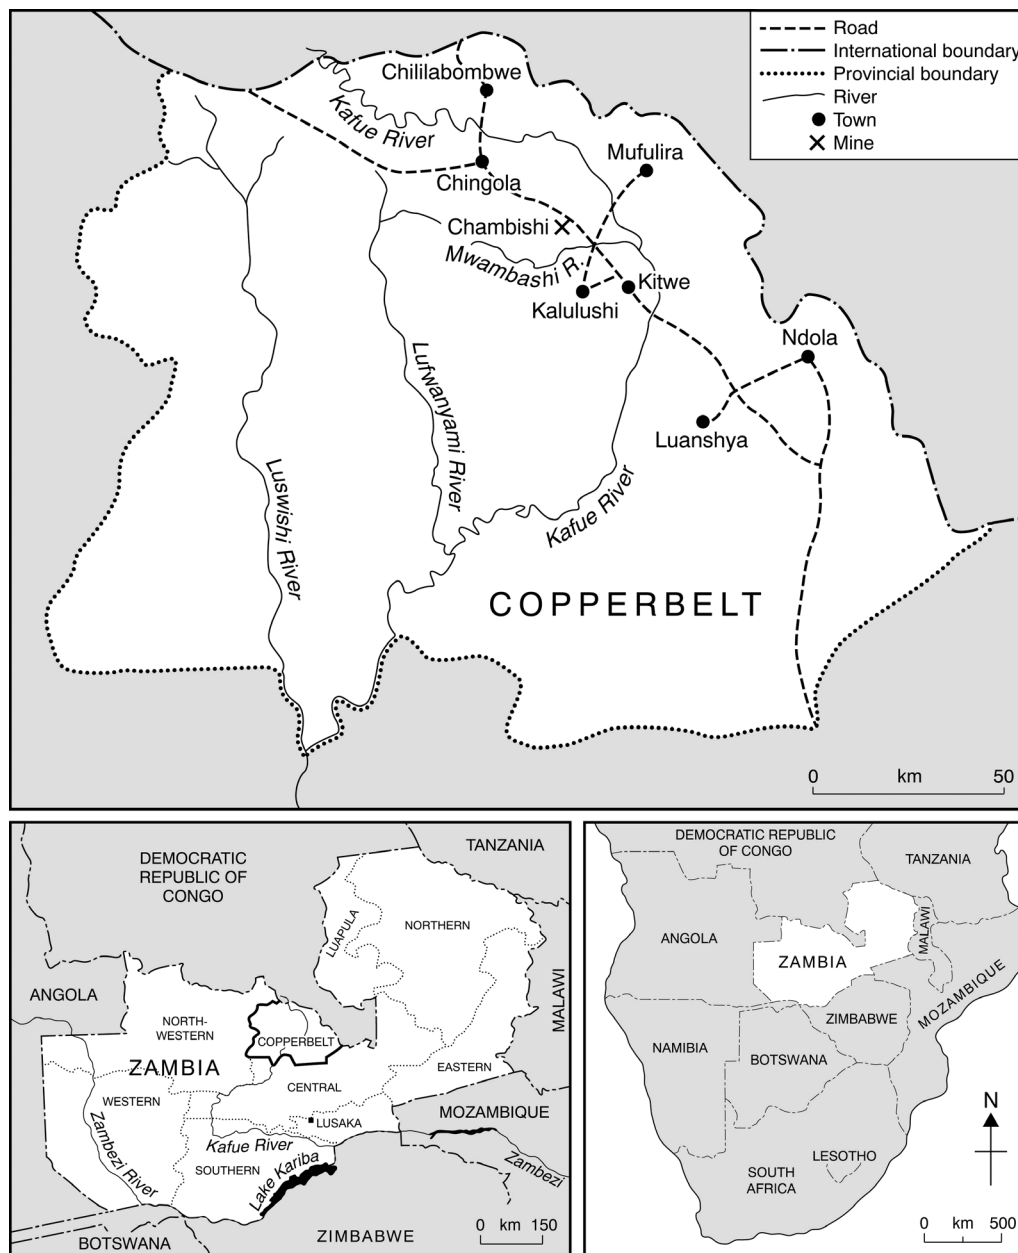 Road
International boundary
Provincial boundary
River
Town
Mine
Chililabombwe
Kafue River
Mufulira
Chingola
Chambishi
Mwambashi R.
Kitwe
Kalulushi
Ndola
Lufwanyami River
Luanshya
Luswishi River
Kafue River
COPPERBELT
0 km 50
TANZANIA
DEMOCRATIC
REPUBLIC OF
CONGO
LUAPULA
NORTHERN
ANGOLA
MALAWI
NORTH-
WESTERN
COPPERBELT
ZAMBIA
EASTERN
CENTRAL
WESTERN
MOZAMBIQUE
LUSAKA
Zambezi River
Kafue River
Zambezi
SOUTHERN
Lake Kariba
0 km 150
ZIMBABWE
BOTSWANA
DEMOCRATIC REPUBLIC
OF CONGO
TANZANIA
MALAWI
ANGOLA
ZAMBIA
MOZAMBIQUE
ZIMBABWE
NAMIBIA
BOTSWANA
N
LESOTHO
SOUTH
AFRICA
0 km 500